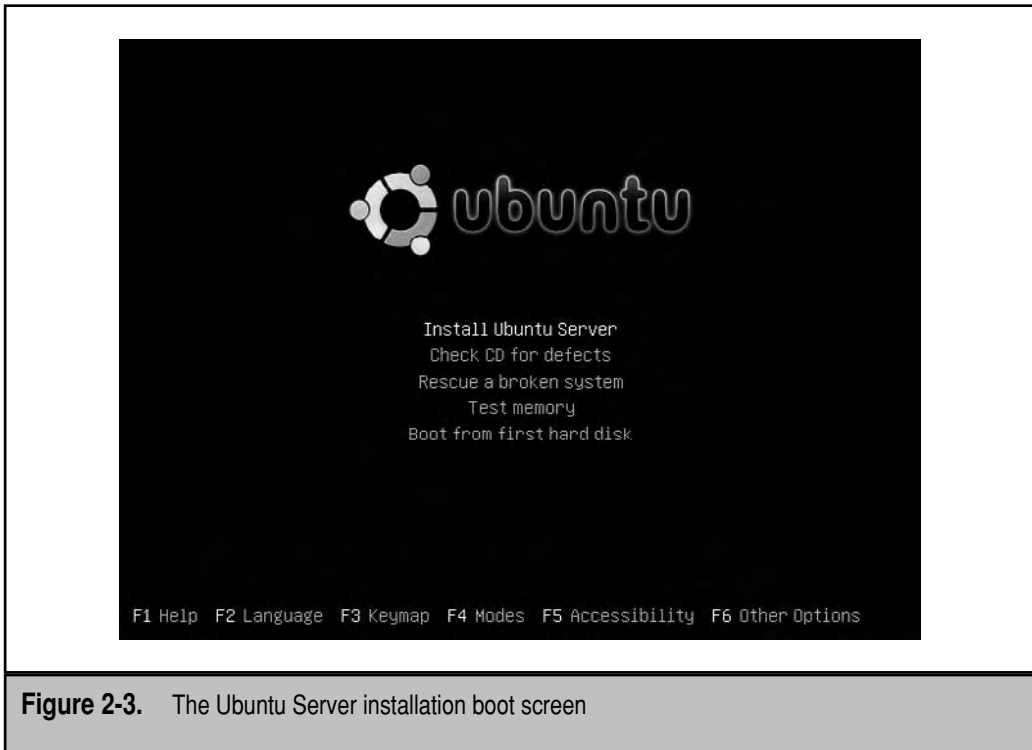 ubuntu
Install Ubuntu Server
Check CD for defects
Rescue a broken system
Test memory
Boot from first hard disk
F1 Help F2 Language F3 Keymap F4 Modes F5 Accessibility F6 Other Options
Figure 2-3. The Ubuntu Server installation boot screen